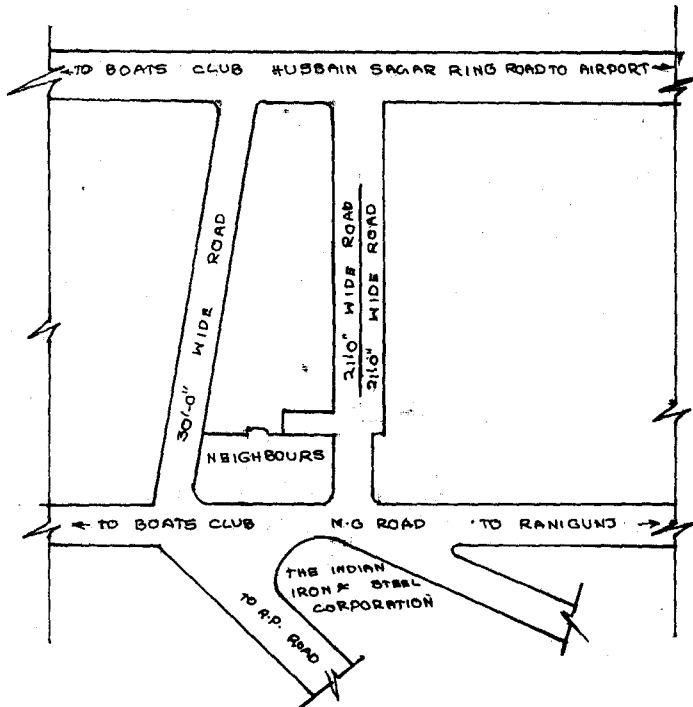 ←TO BOATS CLUB HUSSAIN SAGAR RING ROAD TO AIRPORT→
30'-0" WIDE ROAD
21'0" WIDE ROAD
21'0" WIDE ROAD
NEIGHBOURS
← TO BOATS CLUB M·G ROAD TO RANIGUNJ →
THE INDIAN
IRON & STEEL
CORPORATION
TO R.P. ROAD